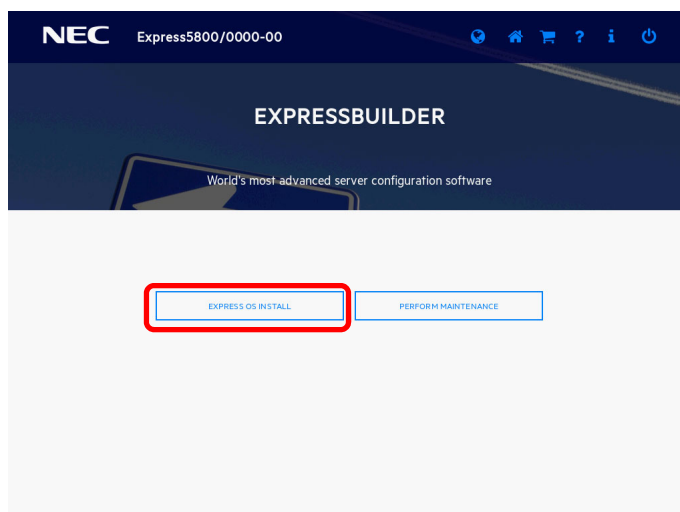 NEC Express5800/0000-00 ? i
EXPRESSBUILDER
World's most advanced server configuration software
EXPRESS OS INSTALL PERFORM MAINTENANCE